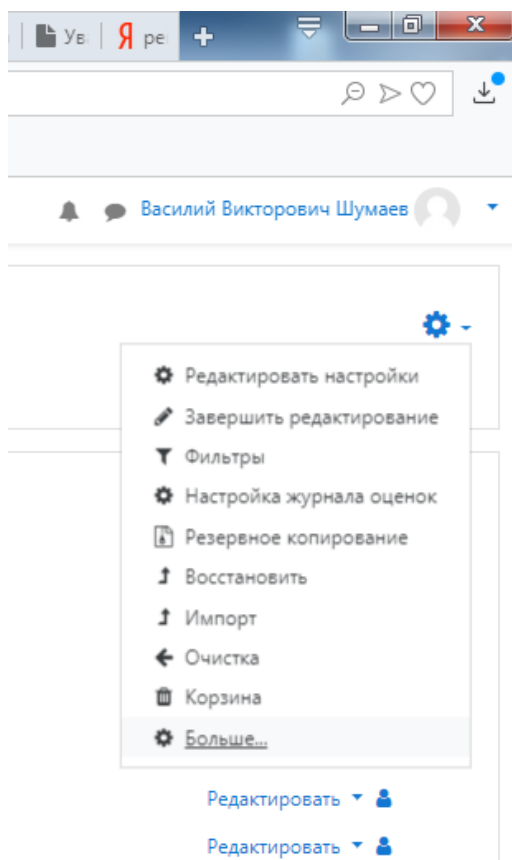 Ув
Я ре
Василий Викторович Шумаев
Редактировать настройки
Завершить редактирование
Фильтры
Настройка журнала оценок
Резервное копирование
Восстановить
Импорт
Очистка
Корзина
Больше...
Редактировать
Редактировать